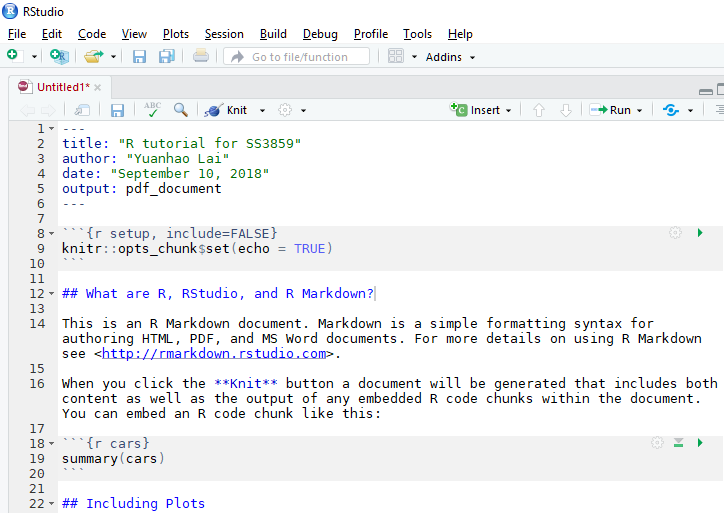 RStudio
File Edit Code View Plots Session Build Debug Profile Tools Help
Go to file/function Addins
Untitled1*
ABC Knit Insert Run
1 ---
2 title: "R tutorial for SS3859"
3 author: "Yuanhao Lai"
4 date: "September 10, 2018"
5 output: pdf_document
6 ---
7
8 ```{r setup, include=FALSE}
9 knitr::opts_chunk$set(echo = TRUE)
10 ```
11
12 ## What are R, RStudio, and R Markdown?
13
14 This is an R Markdown document. Markdown is a simple formatting syntax for
authoring HTML, PDF, and MS Word documents. For more details on using R Markdown
see <http://rmarkdown.rstudio.com>.
15
16 When you click the **Knit** button a document will be generated that includes both
content as well as the output of any embedded R code chunks within the document.
You can embed an R code chunk like this:
17
18 ```{r cars}
19 summary(cars)
20 ```
21
22 ## Including Plots